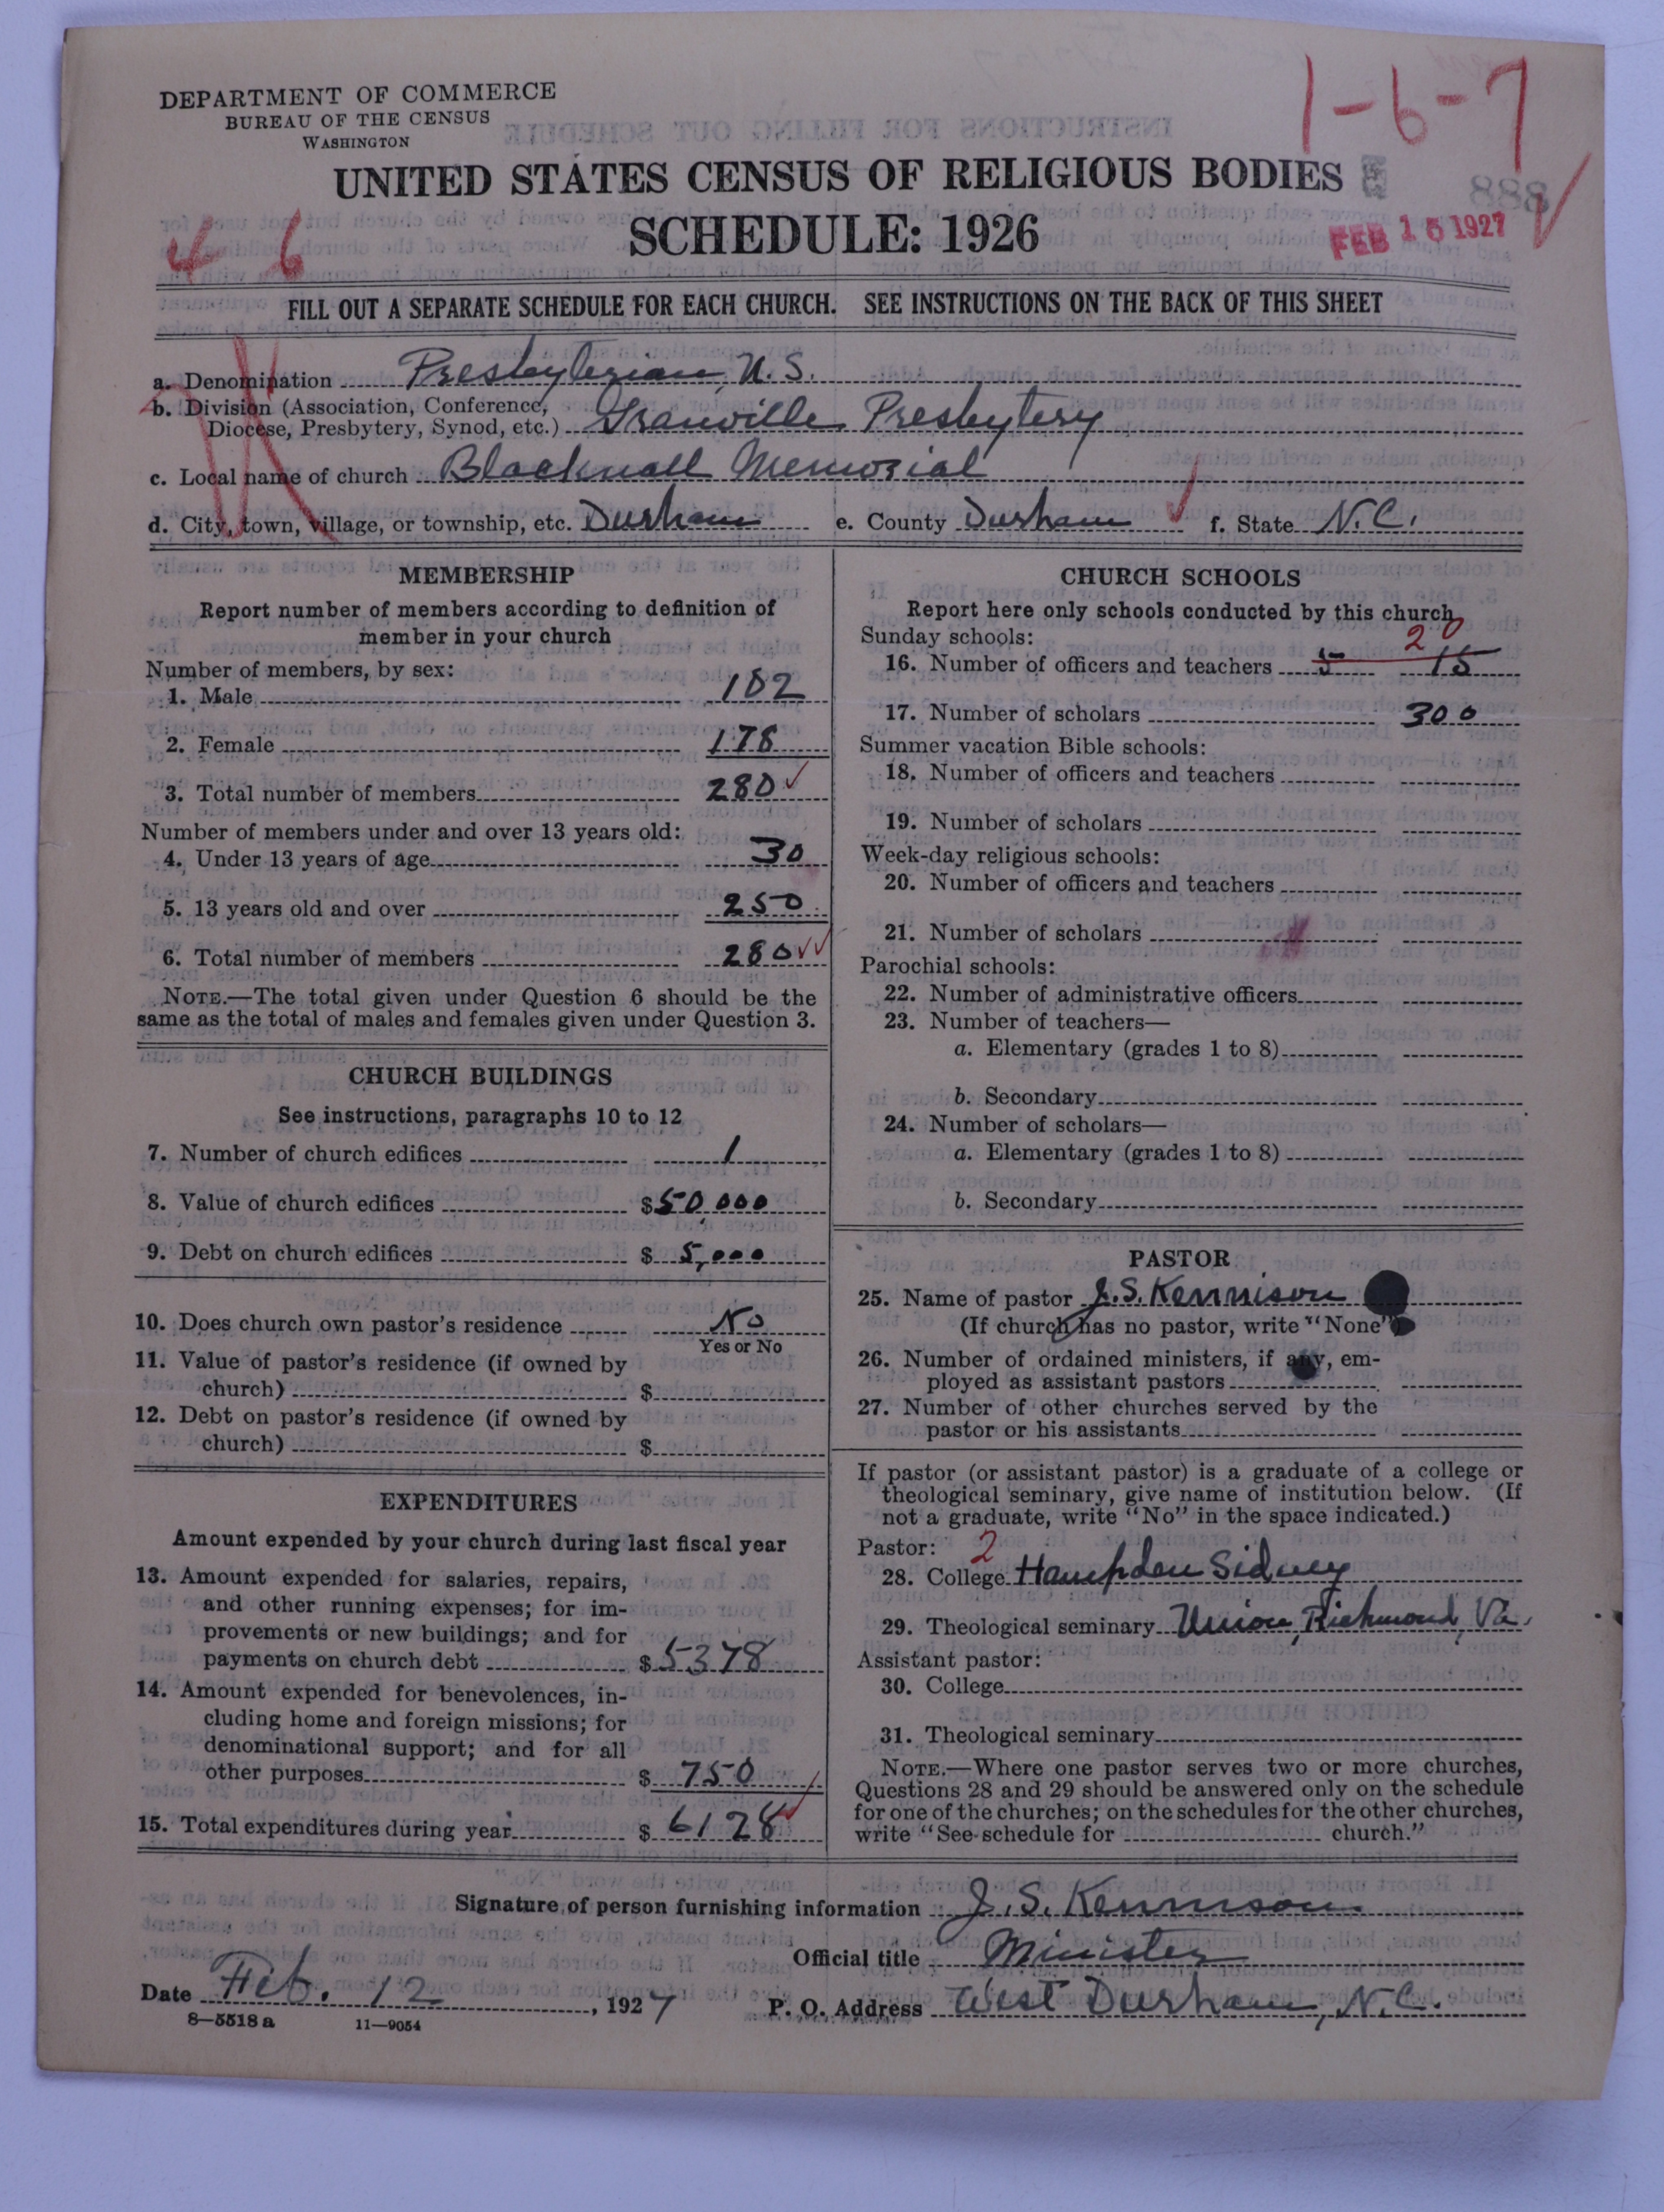 DEPARTMENT OF COMMERCE
BUREAU OF THE CENSUS
WASHINGTON
1-6-7
UNITED STATES CENSUS OF RELIGIOUS BODIES
888
SCHEDULE: 1926
FEB 15 1927
4 6
FILL OUT A SEPARATE SCHEDULE FOR EACH CHURCH. SEE INSTRUCTIONS ON THE BACK OF THIS SHEET
a. Denomination Presbyterian, U.S.
b. Division (Association, Conference,
Diocese, Presbytery, Synod, etc.) Granville Presbytery
c. Local name of church Blacknall Memorial
d. City, town, village, or township, etc. Durham e. County Durham f. State N.C.
MEMBERSHIP
Report number of members according to definition of
member in your church
Number of members, by sex:
1. Male 102
2. Female 178
3. Total number of members 280
Number of members under and over 13 years old:
4. Under 13 years of age 30
5. 13 years old and over 250
6. Total number of members 280
NOTE.—The total given under Question 6 should be the
same as the total of males and females given under Question 3.
CHURCH BUILDINGS
See instructions, paragraphs 10 to 12
7. Number of church edifices 1
8. Value of church edifices $50,000
9. Debt on church edifices $ 5,000
10. Does church own pastor's residence No
Yes or No
11. Value of pastor's residence (if owned by
church) $
12. Debt on pastor's residence (if owned by
church) $
EXPENDITURES
Amount expended by your church during last fiscal year
13. Amount expended for salaries, repairs,
and other running expenses; for im-
provements or new buildings; and for
payments on church debt $5378
14. Amount expended for benevolences, in-
cluding home and foreign missions; for
denominational support; and for all
other purposes $ 750
15. Total expenditures during year $ 6128
CHURCH SCHOOLS
Report here only schools conducted by this church
Sunday schools:
20
16. Number of officers and teachers 5 15
17. Number of scholars 300
Summer vacation Bible schools:
18. Number of officers and teachers
19. Number of scholars
Week-day religious schools:
20. Number of officers and teachers
21. Number of scholars
Parochial schools:
22. Number of administrative officers
23. Number of teachers—
a. Elementary (grades 1 to 8)
b. Secondary
24. Number of scholars—
a. Elementary (grades 1 to 8)
b. Secondary
PASTOR
25. Name of pastor J.S. Kennison
(If church has no pastor, write "None")
26. Number of ordained ministers, if any, em-
ployed as assistant pastors
27. Number of other churches served by the
pastor or his assistants
If pastor (or assistant pastor) is a graduate of a college or
theological seminary, give name of institution below. (If
not a graduate, write "No" in the space indicated.)
Pastor: 2
28. College Hampden Sidney
29. Theological seminary Union, Richmond, Va.
Assistant pastor:
30. College
31. Theological seminary
NOTE.—Where one pastor serves two or more churches,
Questions 28 and 29 should be answered only on the schedule
for one of the churches; on the schedules for the other churches,
write "See schedule for church."
Signature of person furnishing information J.S. Kennison
Official title Minister
Date Feb. 12, 1927 P. O. Address West Durham, N.C.
8—5518 a 11—9054